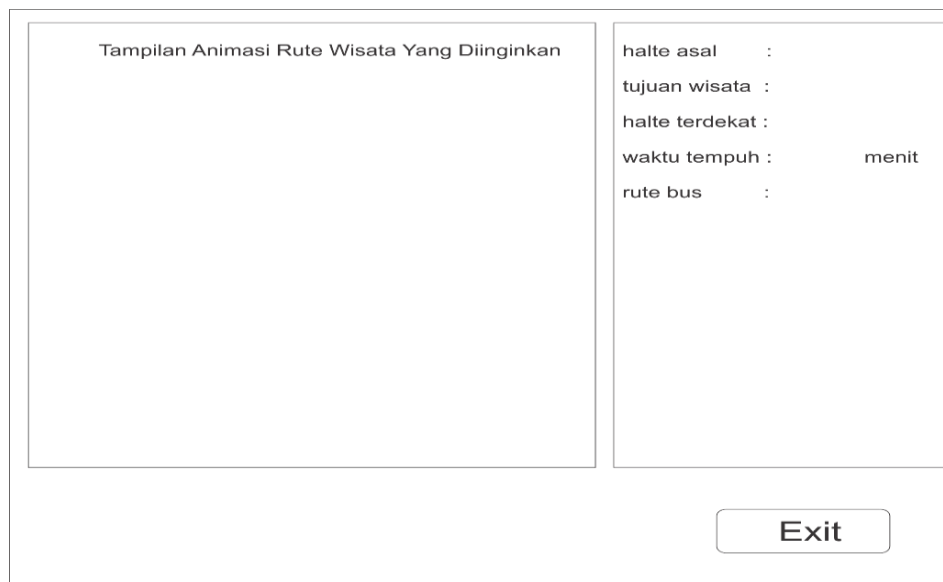 Tampilan Animasi Rute Wisata Yang Diinginkan
halte asal :
tujuan wisata :
halte terdekat :
waktu tempuh : menit
rute bus :
Exit